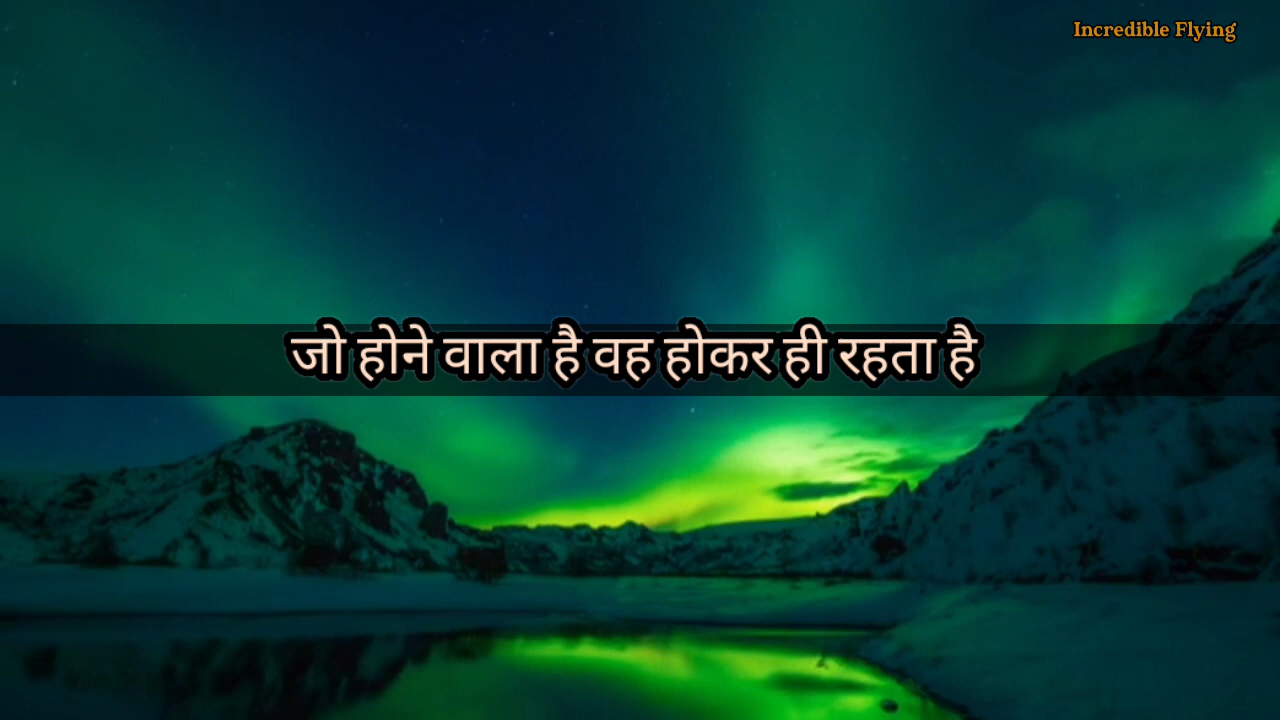 Incredible Flying
जो होने वाला है वह होकर ही रहता है